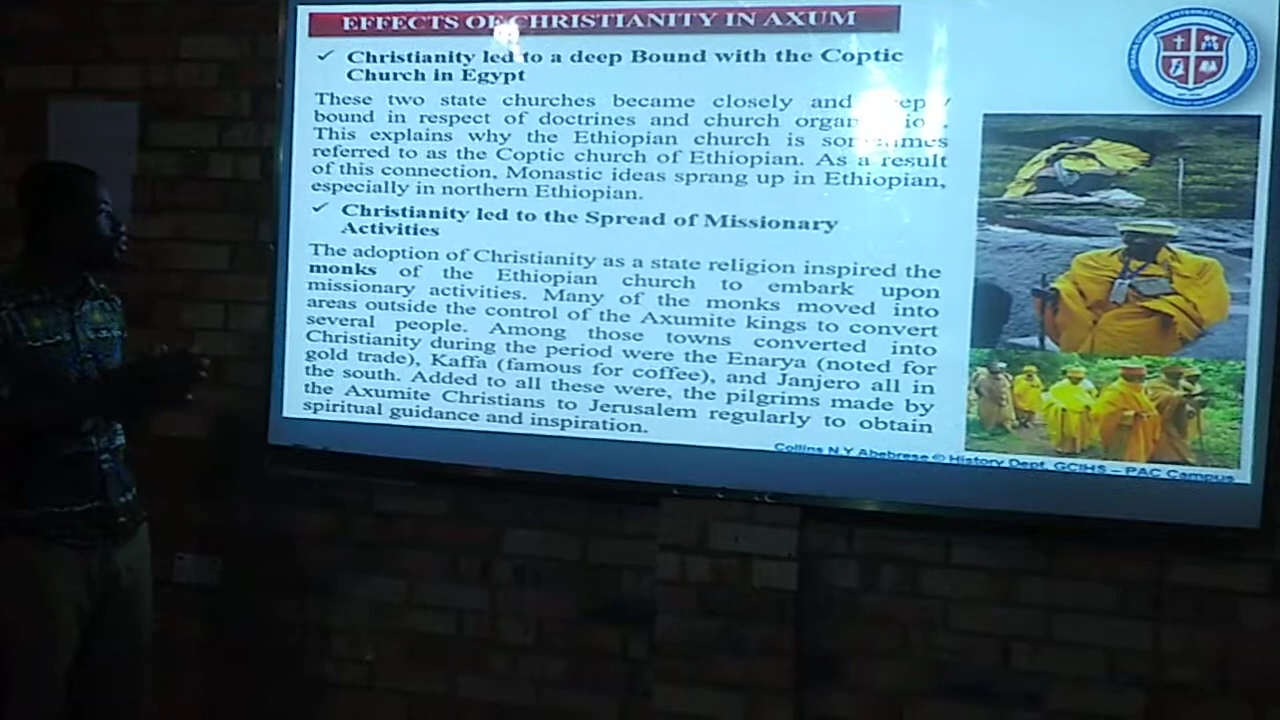 EFFECTS OF CHRISTIANITY IN AXUM
✓ Christianity led to a deep Bound with the Coptic
Church in Egypt
These two state churches became closely and
bound in respect of doctrines and church
This explains why the Ethiopian church is sometimes
referred to as the Coptic church of Ethiopian. As a result
of this connection, Monastic ideas sprang up in Ethiopian,
especially in northern Ethiopian.
✓ Christianity led to the Spread of Missionary
Activities
The adoption of Christianity as a state religion inspired the
monks of the Ethiopian church to embark upon
missionary activities. Many of the monks moved into
areas outside the control of the Axumite kings to convert
several people. Among those towns converted into
Christianity during the period were the Enarya (noted for
gold trade), Kaffa (famous for coffee), and Janjero all in
the south. Added to all these were, the pilgrims made by
the Axumite Christians to Jerusalem regularly to obtain
spiritual guidance and inspiration.
Collins N Y Abebrese © History Dept, GCIHS – PAC Campus